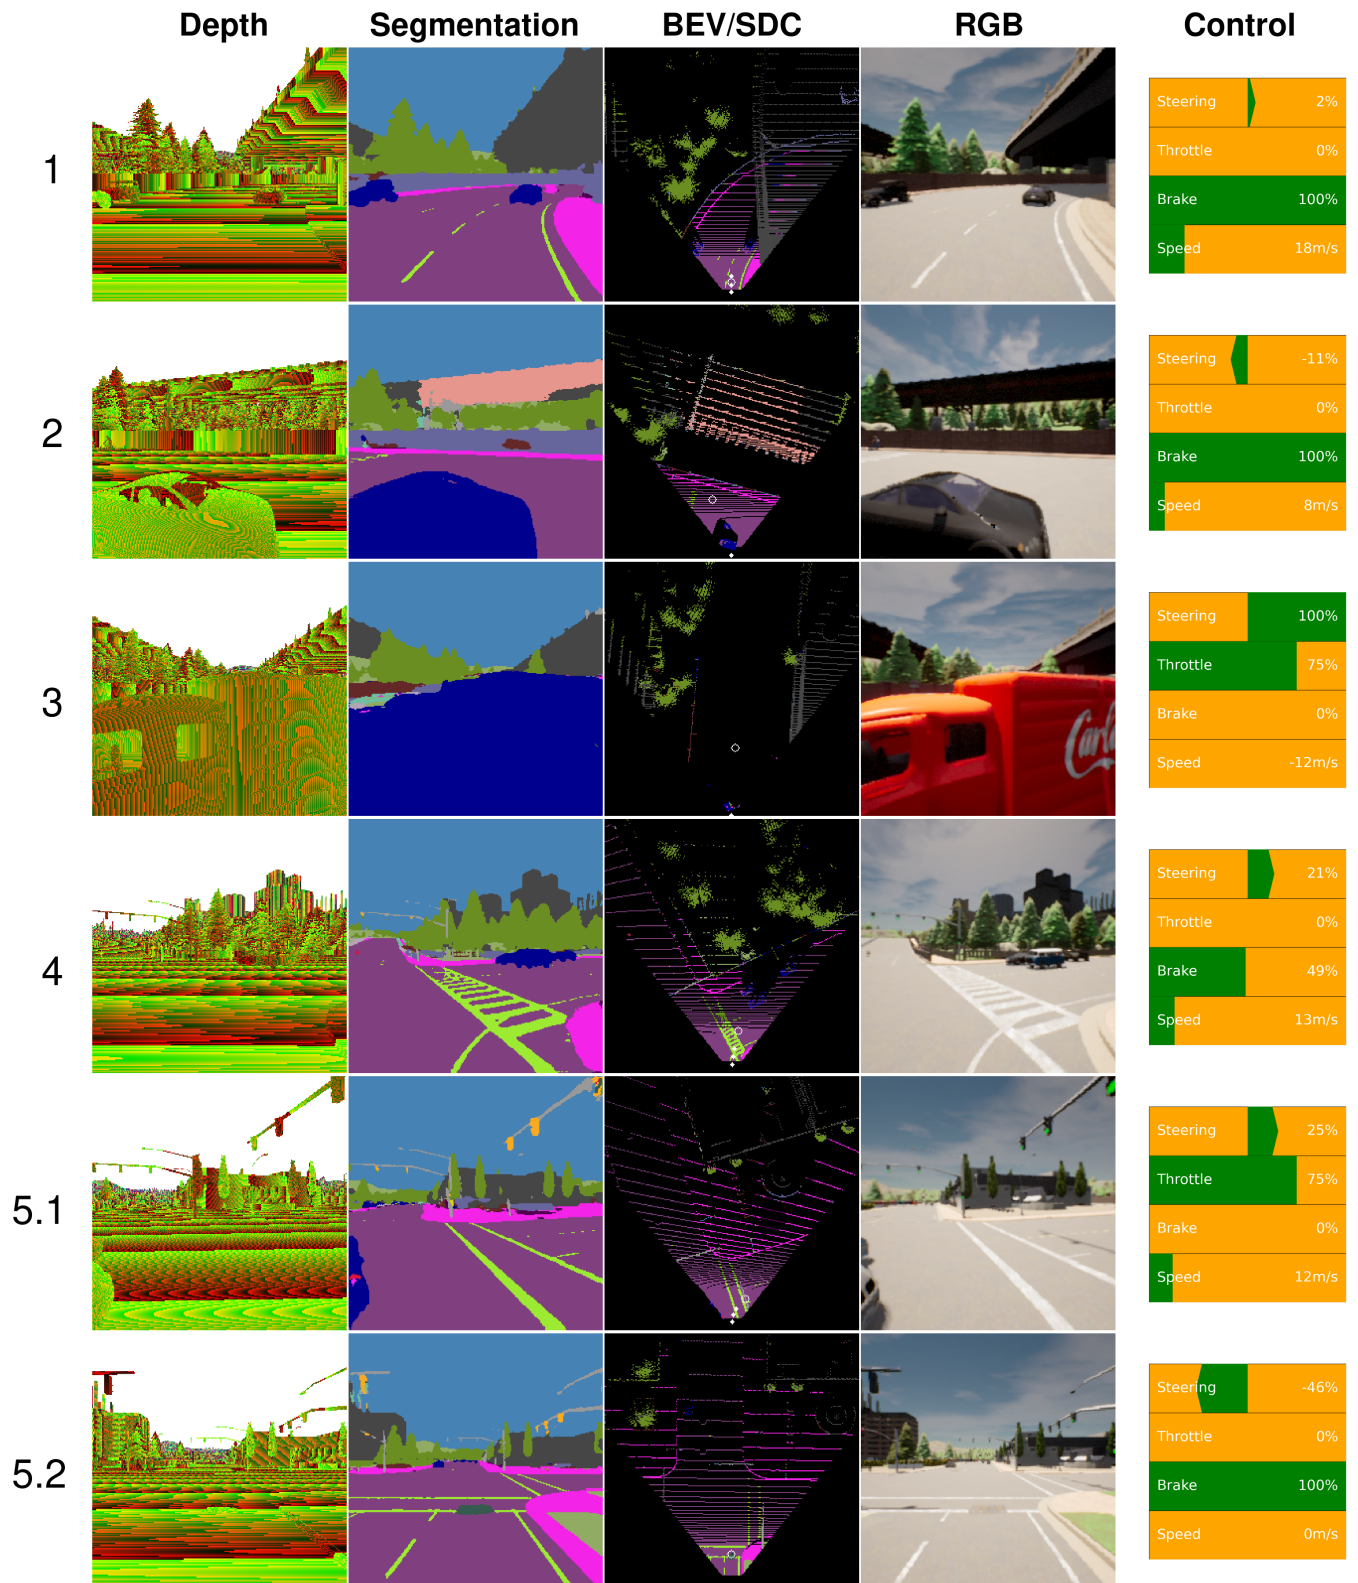 Depth Segmentation BEV/SDC RGB Control
1
Steering 2%
Throttle 0%
Brake 100%
Speed 18m/s
2
Steering -11%
Throttle 0%
Brake 100%
Speed 8m/s
3
Carla
Steering 100%
Throttle 75%
Brake 0%
Speed -12m/s
4
Steering 21%
Throttle 0%
Brake 49%
Speed 13m/s
5.1
Steering 25%
Throttle 75%
Brake 0%
Speed 12m/s
5.2
Steering -46%
Throttle 0%
Brake 100%
Speed 0m/s